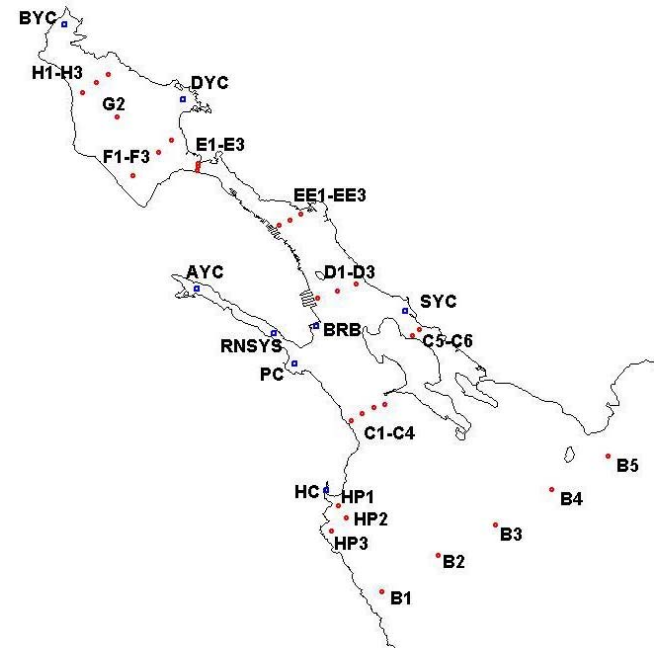 BYC
H1-H3
DYC
G2
E1-E3
F1-F3
EE1-EE3
AYC
D1-D3
SYC
BRB
RNSYS
C5-C6
PC
C1-C4
B5
HC
HP1
B4
HP2
B3
HP3
B2
B1